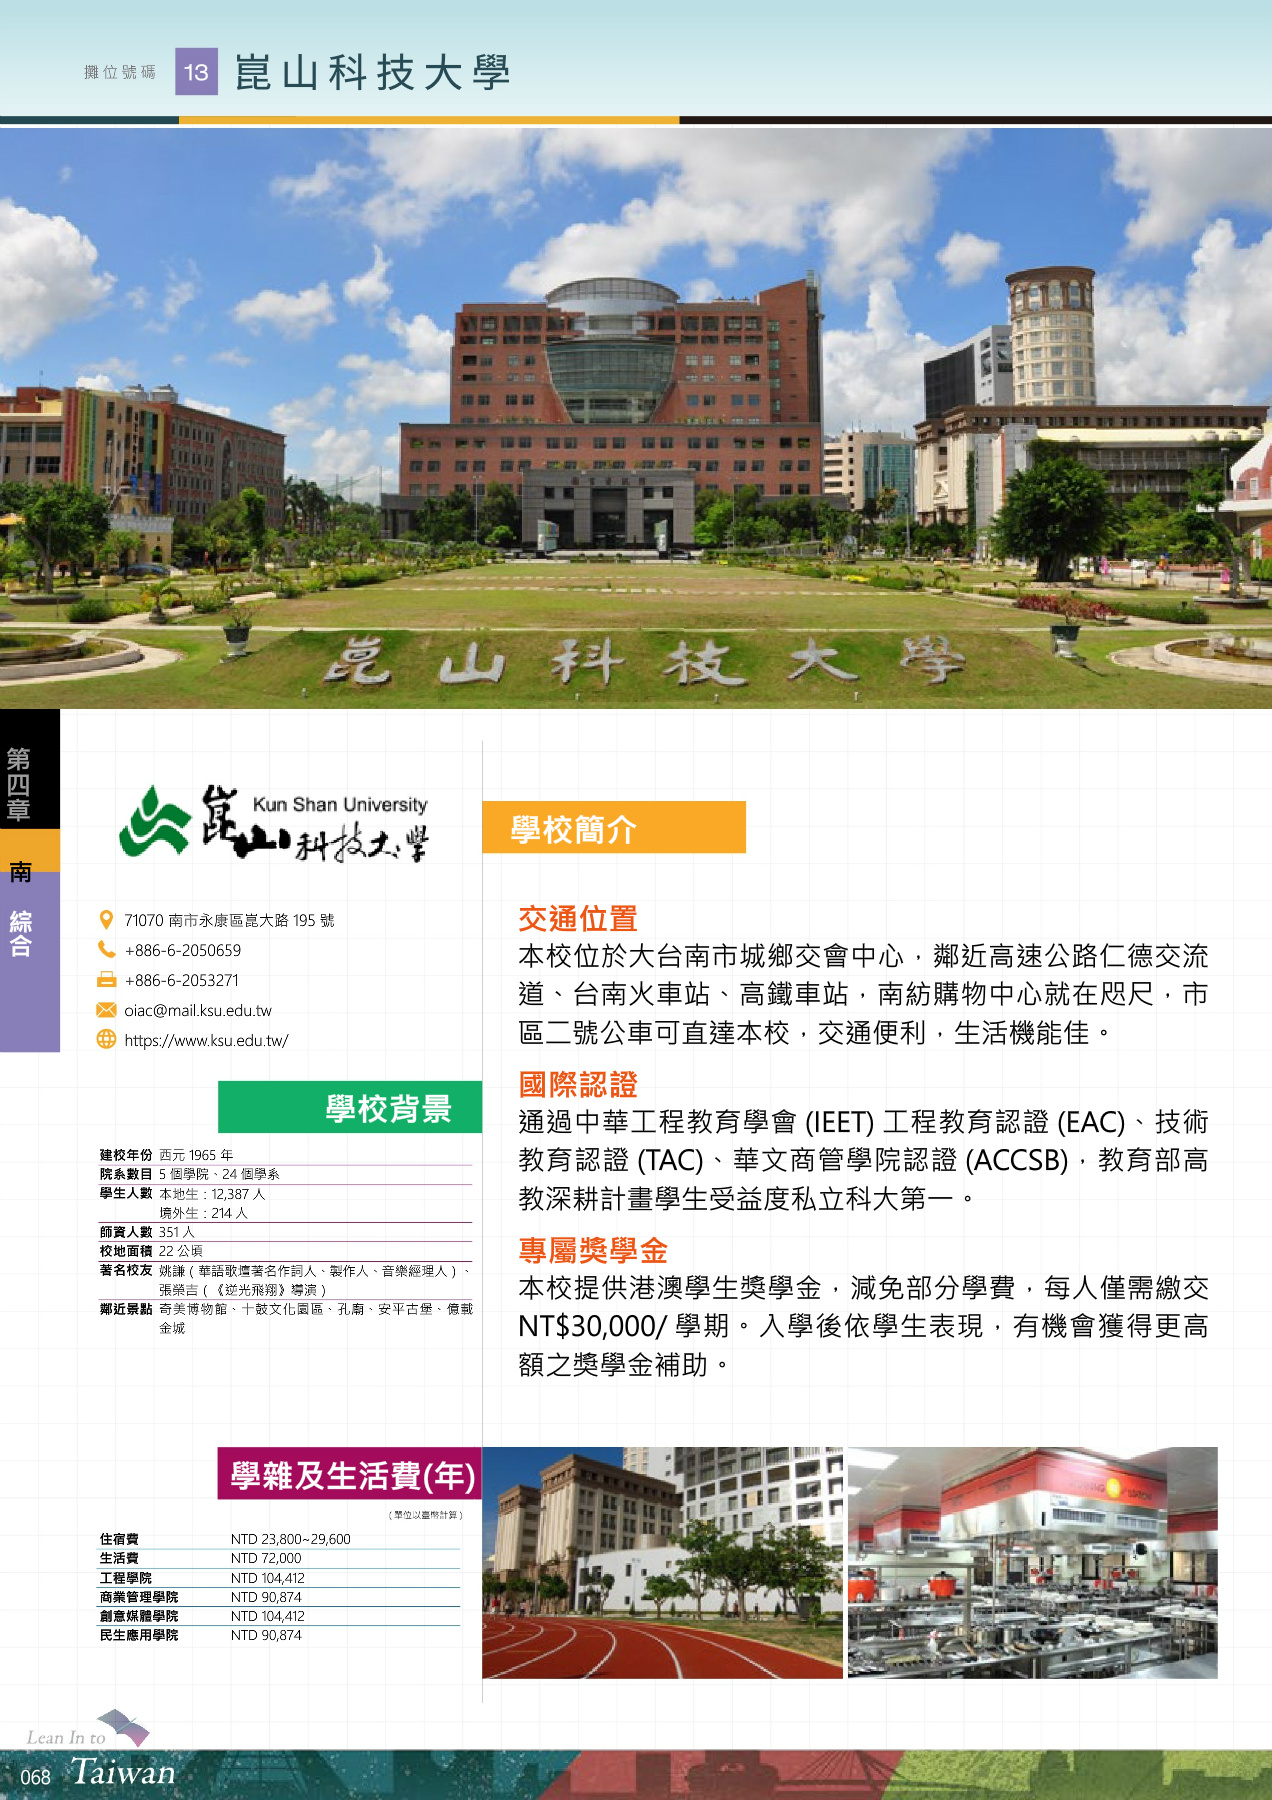 攤位號碼 13 崑山科技大學
圖書資訊館
崑山科技大學
第四章
南
綜合
Kun Shan University
崑山科技大學
71070 南市永康區崑大路 195 號
+886-6-2050659
+886-6-2053271
oiac@mail.ksu.edu.tw
https://www.ksu.edu.tw/
學校背景
建校年份 西元 1965 年
院系數目 5 個學院、24 個學系
學生人數 本地生：12,387 人
境外生：214 人
師資人數 351 人
校地面積 22 公頃
著名校友 姚謙（華語歌壇著名作詞人、製作人、音樂經理人）、
張榮吉（《逆光飛翔》導演）
鄰近景點 奇美博物館、十鼓文化園區、孔廟、安平古堡、億載
金城
學校簡介
交通位置
本校位於大台南市城鄉交會中心，鄰近高速公路仁德交流
道、台南火車站、高鐵車站，南紡購物中心就在咫尺，市
區二號公車可直達本校，交通便利，生活機能佳。
國際認證
通過中華工程教育學會 (IEET) 工程教育認證 (EAC)、技術
教育認證 (TAC)、華文商管學院認證 (ACCSB)，教育部高
教深耕計畫學生受益度私立科大第一。
專屬獎學金
本校提供港澳學生獎學金，減免部分學費，每人僅需繳交
NT$30,000/ 學期。入學後依學生表現，有機會獲得更高
額之獎學金補助。
學雜及生活費(年)
（單位以臺幣計算）
住宿費 NTD 23,800~29,600
生活費 NTD 72,000
工程學院 NTD 104,412
商業管理學院 NTD 90,874
創意媒體學院 NTD 104,412
民生應用學院 NTD 90,874
Lean In to
Taiwan
068